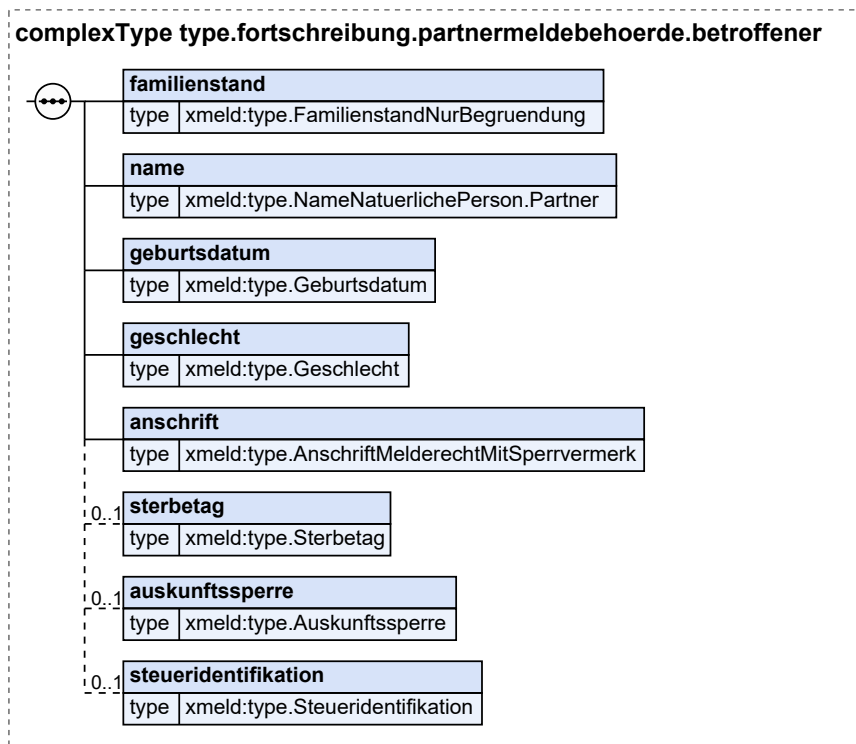 complexType type.fortschreibung.partnermeldebehoerde.betroffener
familienstand
type xmeld:type.FamilienstandNurBegruendung
name
type xmeld:type.NameNatuerlichePerson.Partner
geburtsdatum
type xmeld:type.Geburtsdatum
geschlecht
type xmeld:type.Geschlecht
anschrift
type xmeld:type.AnschriftMelderechtMitSperrvermerk
0..1 sterbetag
type xmeld:type.Sterbetag
0..1 auskunftssperre
type xmeld:type.Auskunftssperre
0..1 steueridentifikation
type xmeld:type.Steueridentifikation